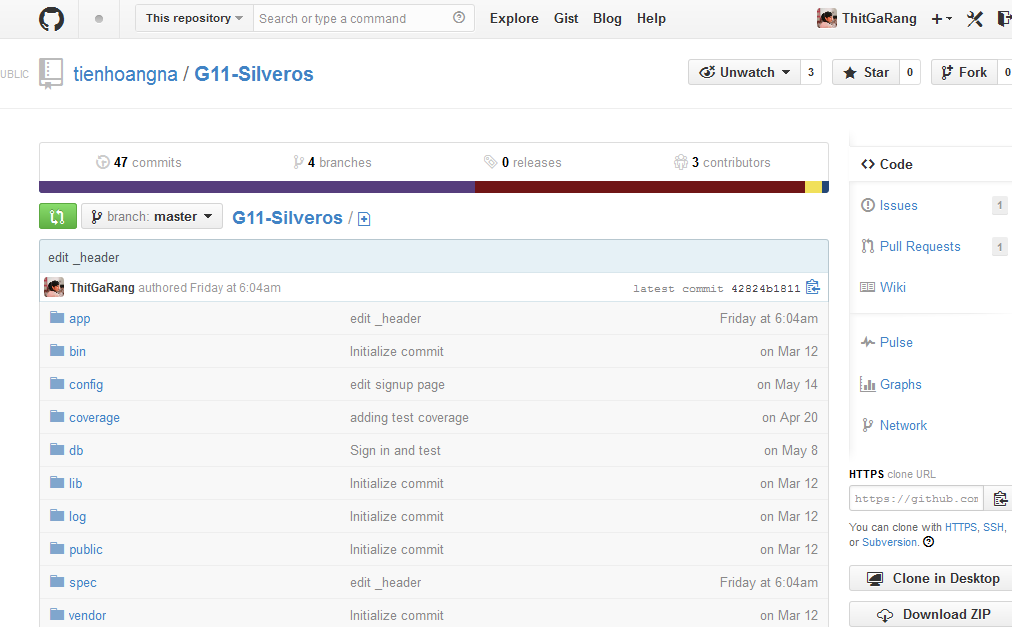 This repository Search or type a command Explore Gist Blog Help ThitGaRang
UBLIC tienhoangna / G11-Silveros Unwatch 3 Star 0 Fork 0
47 commits 4 branches 0 releases 3 contributors
Code
branch: master G11-Silveros /
Issues 1
Pull Requests 1
Wiki
Pulse
Graphs
Network
edit _header
ThitGaRang authored Friday at 6:04am latest commit 42824b1811
app edit _header Friday at 6:04am
bin Initialize commit on Mar 12
config edit signup page on May 14
coverage adding test coverage on Apr 20
db Sign in and test on May 8
lib Initialize commit on Mar 12
log Initialize commit on Mar 12
public Initialize commit on Mar 12
spec edit _header Friday at 6:04am
vendor Initialize commit on Mar 12
HTTPS clone URL
https://github.con
You can clone with HTTPS, SSH,
or Subversion.
Clone in Desktop
Download ZIP